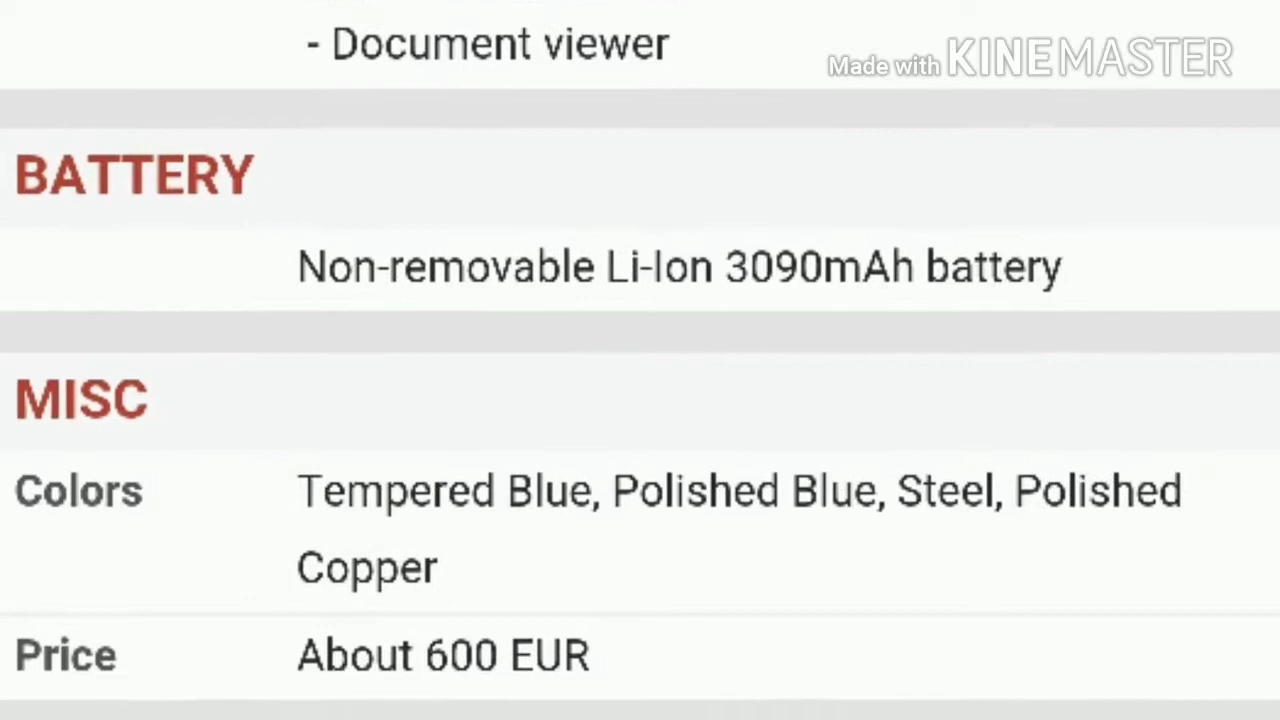 - Document viewer
Made with KINEMASTER
BATTERY
Non-removable Li-Ion 3090mAh battery
MISC
Colors Tempered Blue, Polished Blue, Steel, Polished
Copper
Price About 600 EUR